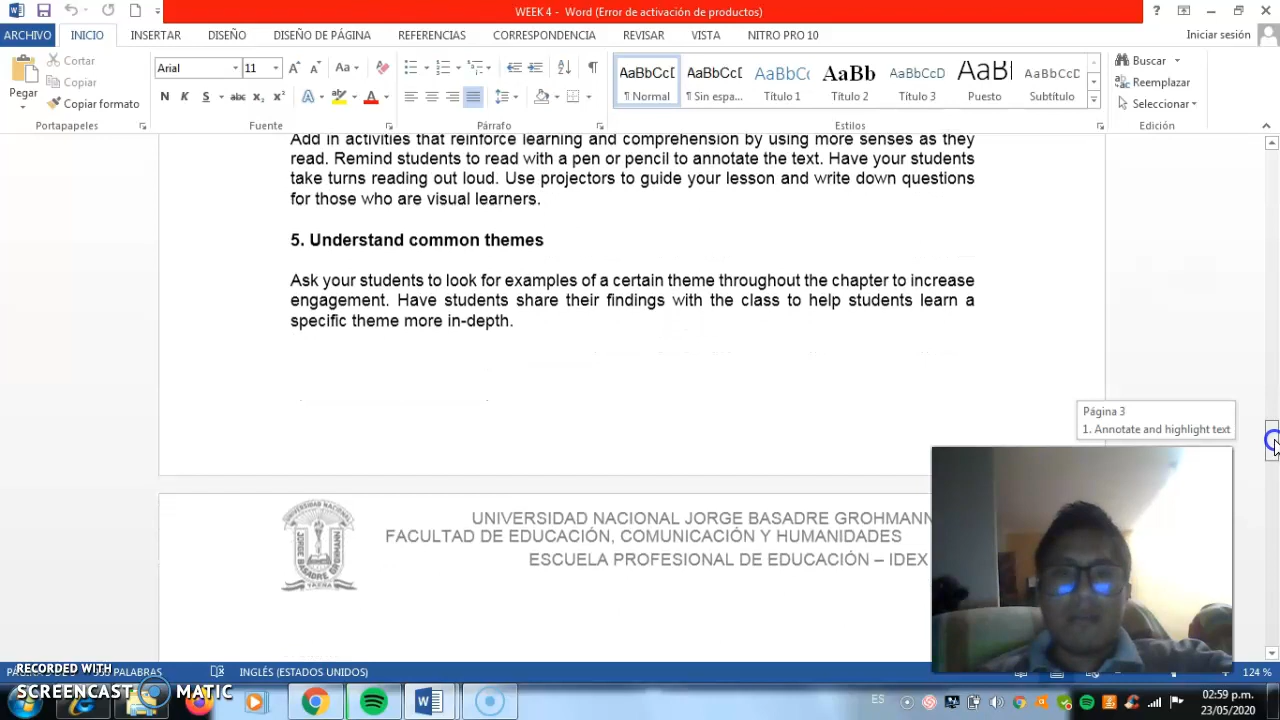 WEEK 4 - Word (Error de activación de productos)
ARCHIVO INICIO INSERTAR DISEÑO DISEÑO DE PÁGINA REFERENCIAS CORRESPONDENCIA REVISAR VISTA NITRO PRO 10 Iniciar sesión
Pegar
Cortar
Copiar
Copiar formato
Portapapeles
Arial 11
Aa
N K S abc x₂ x²
A A
Fuente
Párrafo
AaBbCcD ¶ Normal
AaBbCcD ¶ Sin espa...
AaBbCc Título 1
AaBb Título 2
AaBbCcD Título 3
AaBl Puesto
AaBbCcD Subtítulo
Estilos
Buscar
Reemplazar
Seleccionar
Edición
Add in activities that reinforce learning and comprehension by using more senses as they
read. Remind students to read with a pen or pencil to annotate the text. Have your students
take turns reading out loud. Use projectors to guide your lesson and write down questions
for those who are visual learners.
5. Understand common themes
Ask your students to look for examples of a certain theme throughout the chapter to increase
engagement. Have students share their findings with the class to help students learn a
specific theme more in-depth.
Página 3
1. Annotate and highlight text
UNIVERSIDAD NACIONAL JORGE BASADRE GROHMANN
FACULTAD DE EDUCACIÓN, COMUNICACIÓN Y HUMANIDADES
ESCUELA PROFESIONAL DE EDUCACIÓN – IDEX
PALABRAS INGLÉS (ESTADOS UNIDOS) 124 %
RECORDED WITH
SCREENCAST MATIC
ES
02:59 p.m.
23/05/2020